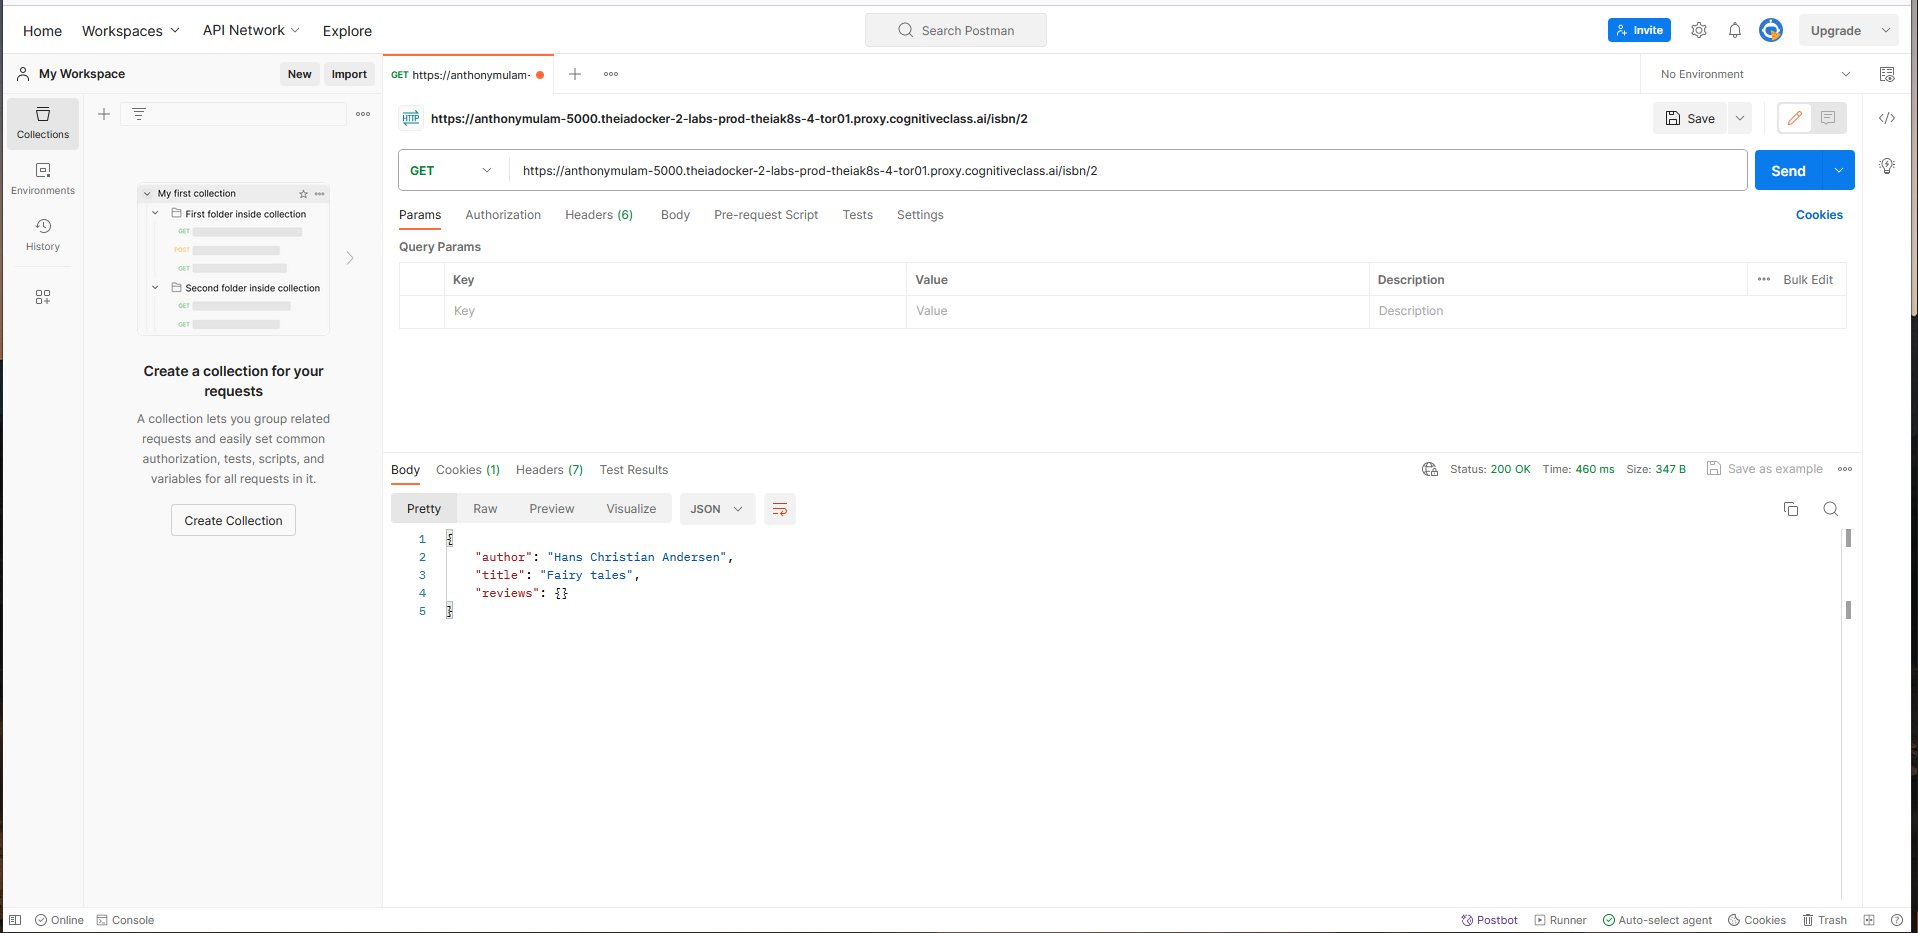 Home Workspaces API Network Explore Search Postman Invite Upgrade
My Workspace New Import GET https://anthonymulam- No Environment
Collections
Environments
History
My first collection
First folder inside collection
GET
POST
GET
Second folder inside collection
GET
GET
Create a collection for your
requests
A collection lets you group related
requests and easily set common
authorization, tests, scripts, and
variables for all requests in it.
Create Collection
HTTP https://anthonymulam-5000.theiadocker-2-labs-prod-theiak8s-4-tor01.proxy.cognitiveclass.ai/isbn/2 Save
GET https://anthonymulam-5000.theiadocker-2-labs-prod-theiak8s-4-tor01.proxy.cognitiveclass.ai/isbn/2 Send
Params Authorization Headers (6) Body Pre-request Script Tests Settings Cookies
Query Params
Key Value Description Bulk Edit
Key Value Description
Body Cookies (1) Headers (7) Test Results Status: 200 OK Time: 460 ms Size: 347 B Save as example
Pretty Raw Preview Visualize JSON
1 {
2 "author": "Hans Christian Andersen",
3 "title": "Fairy tales",
4 "reviews": {}
5 }
Online Console Postbot Runner Auto-select agent Cookies Trash